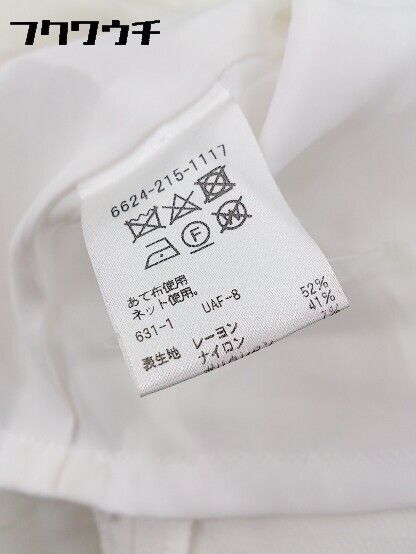 フクワウチ
6624-215-1117
F
W
あて布使用
ネット使用。
631-1 UAF-8
表生地 レーヨン 52%
ナイロン 41%